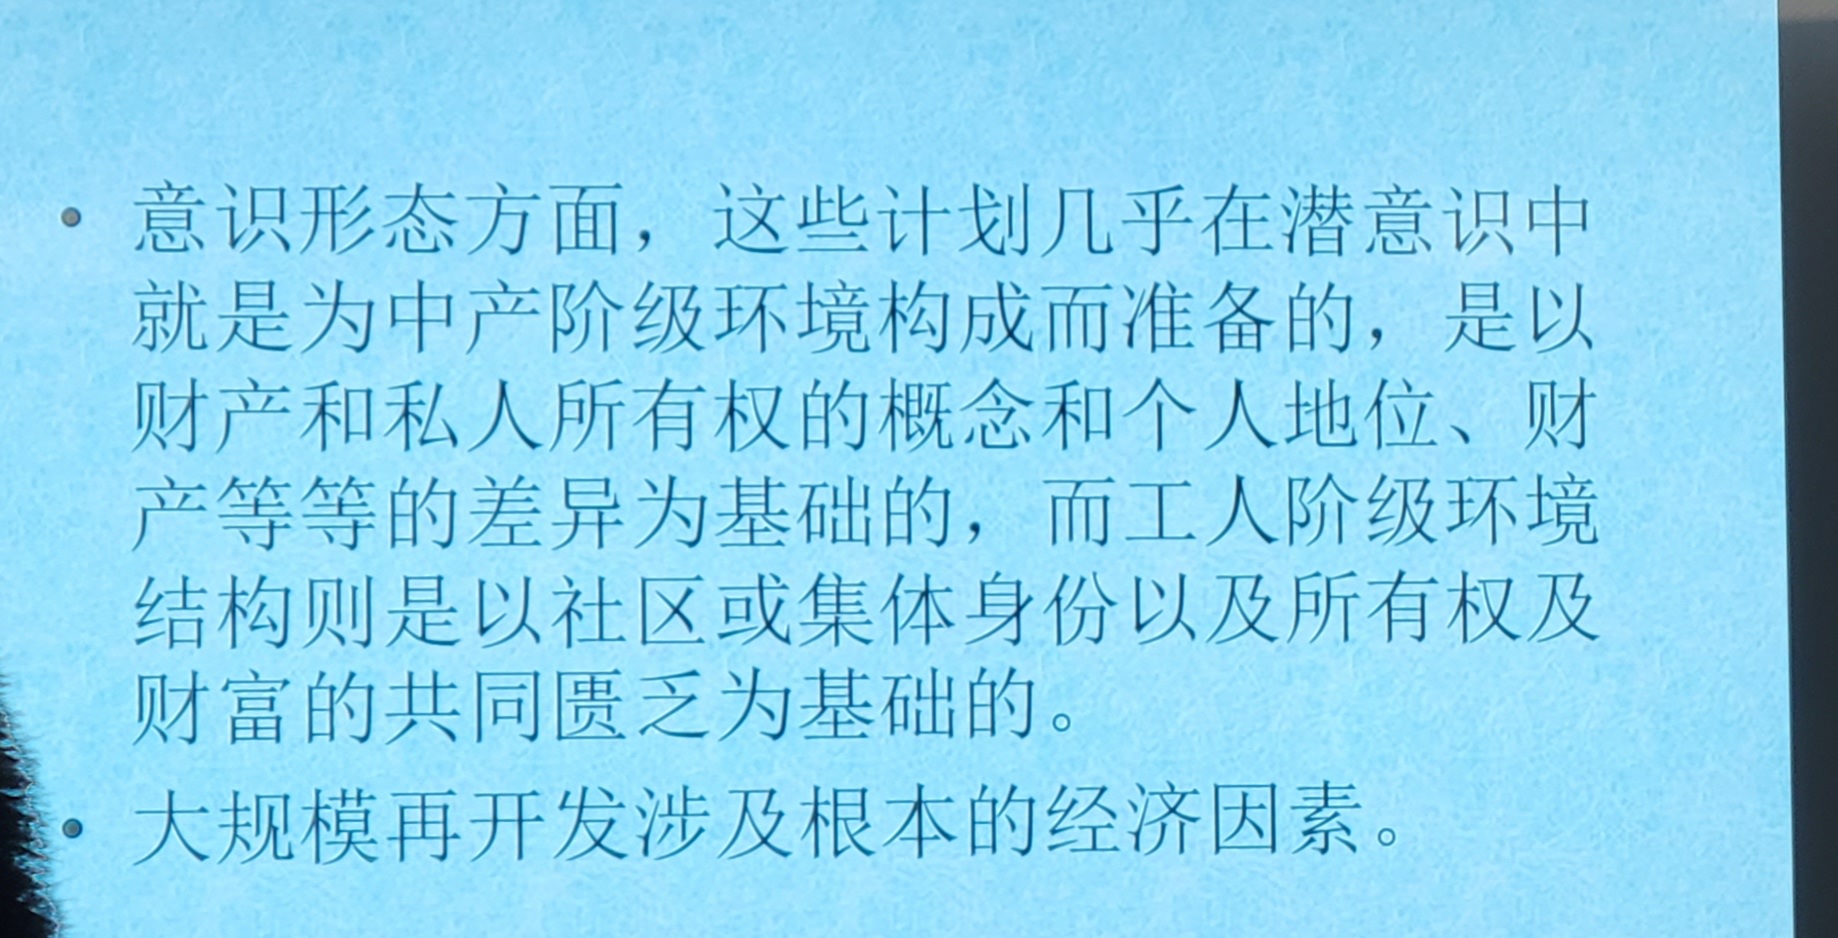 • 意识形态方面，这些计划几乎在潜意识中
就是为中产阶级环境构成而准备的，是以
财产和私人所有权的概念和个人地位、财
产等等的差异为基础的，而工人阶级环境
结构则是以社区或集体身份以及所有权及
财富的共同匮乏为基础的。
• 大规模再开发涉及根本的经济因素。